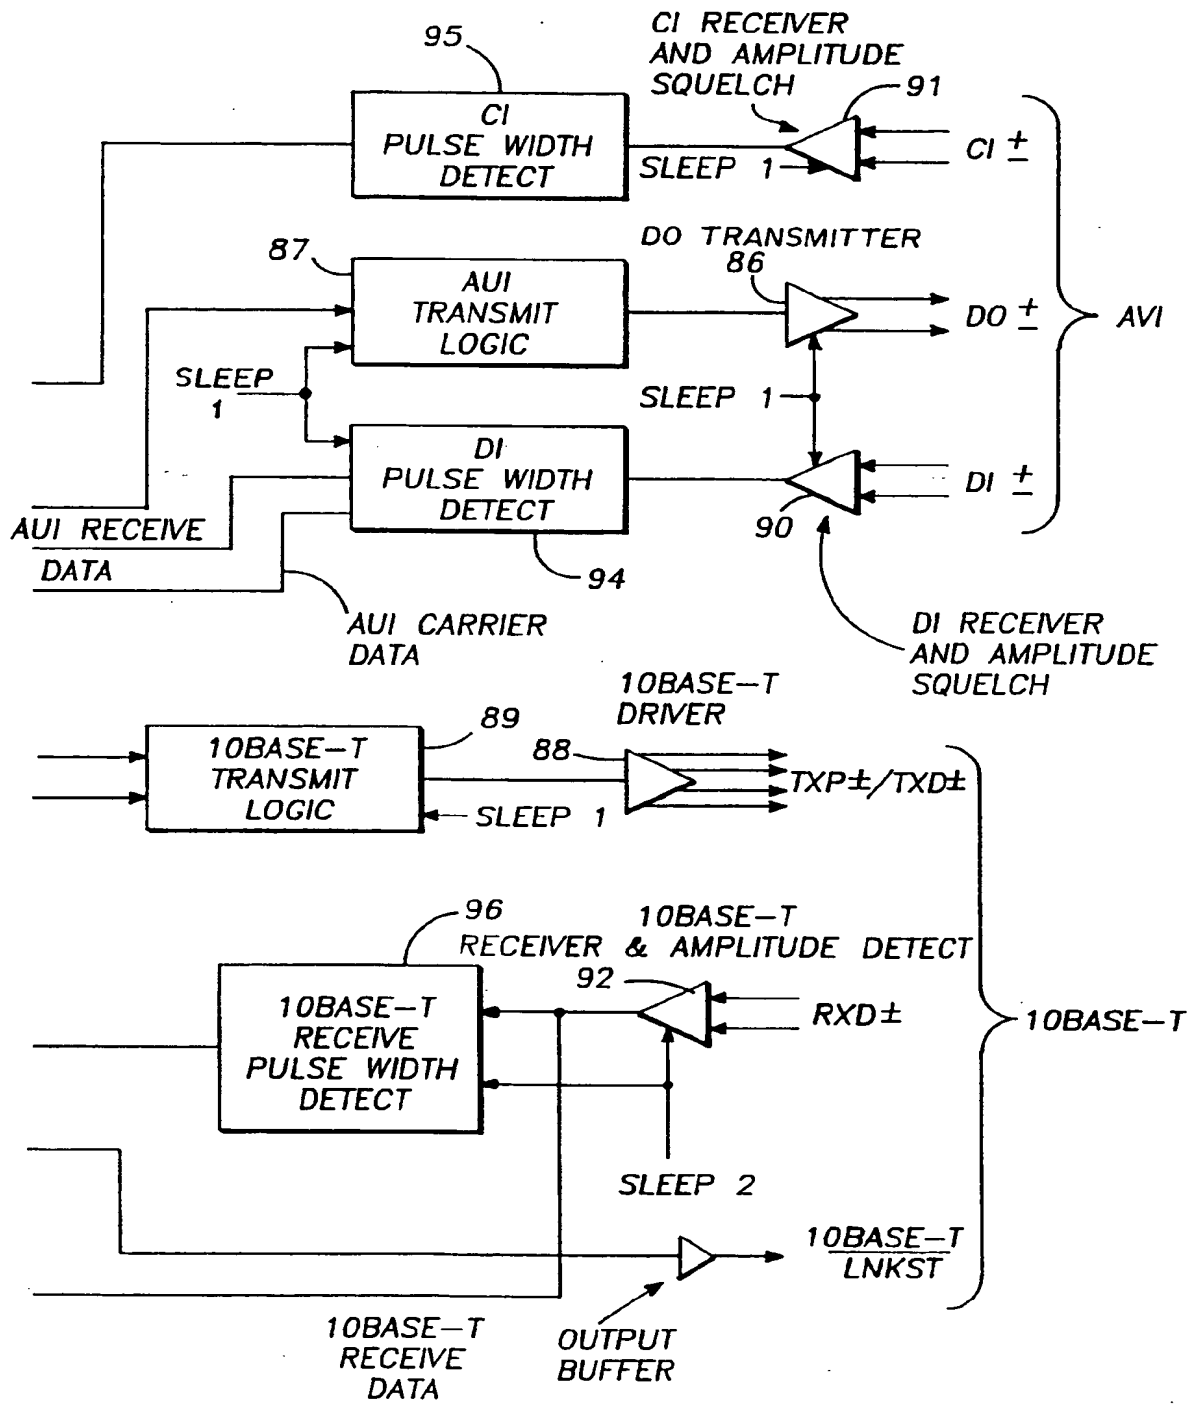 95
CI RECEIVER
AND AMPLITUDE
SQUELCH
91
CI
PULSE WIDTH
DETECT
SLEEP 1
CI ±
87
AUI
TRANSMIT
LOGIC
DO TRANSMITTER
86
DO ±
AVI
SLEEP
1
SLEEP 1
DI
PULSE WIDTH
DETECT
DI ±
90
94
AUI RECEIVE
DATA
AUI CARRIER
DATA
DI RECEIVER
AND AMPLITUDE
SQUELCH
10BASE-T
DRIVER
89
88
10BASE-T
TRANSMIT
LOGIC
SLEEP 1
TXP±/TXD±
96
10BASE-T
RECEIVER & AMPLITUDE DETECT
92
10BASE-T
RECEIVE
PULSE WIDTH
DETECT
RXD±
10BASE-T
SLEEP 2
10BASE-T
LNKST
OUTPUT
BUFFER
10BASE-T
RECEIVE
DATA